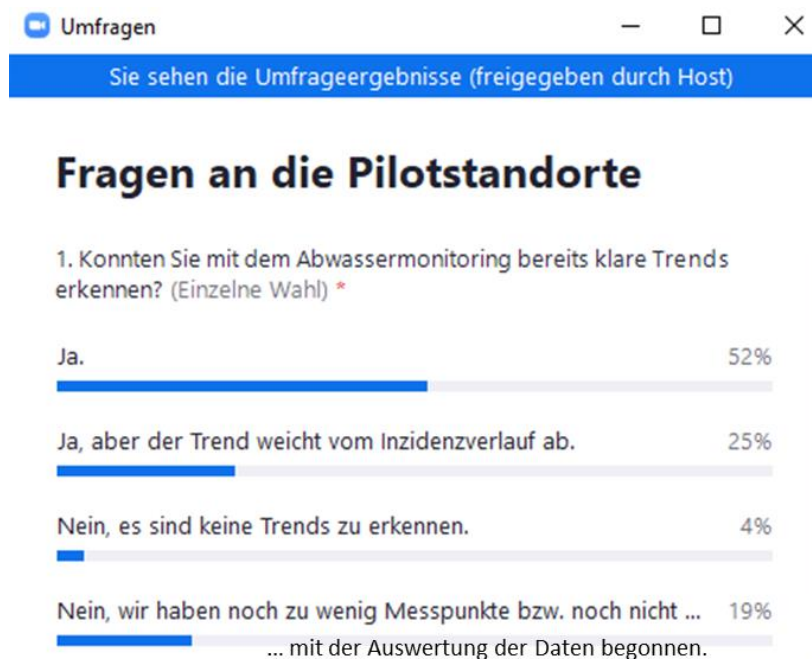 Umfragen
Sie sehen die Umfrageergebnisse (freigegeben durch Host)
Fragen an die Pilotstandorte
1. Konnten Sie mit dem Abwassermonitoring bereits klare Trends
erkennen? (Einzelne Wahl) *
Ja. 52%
Ja, aber der Trend weicht vom Inzidenzverlauf ab. 25%
Nein, es sind keine Trends zu erkennen. 4%
Nein, wir haben noch zu wenig Messpunkte bzw. noch nicht ... 19%
... mit der Auswertung der Daten begonnen.